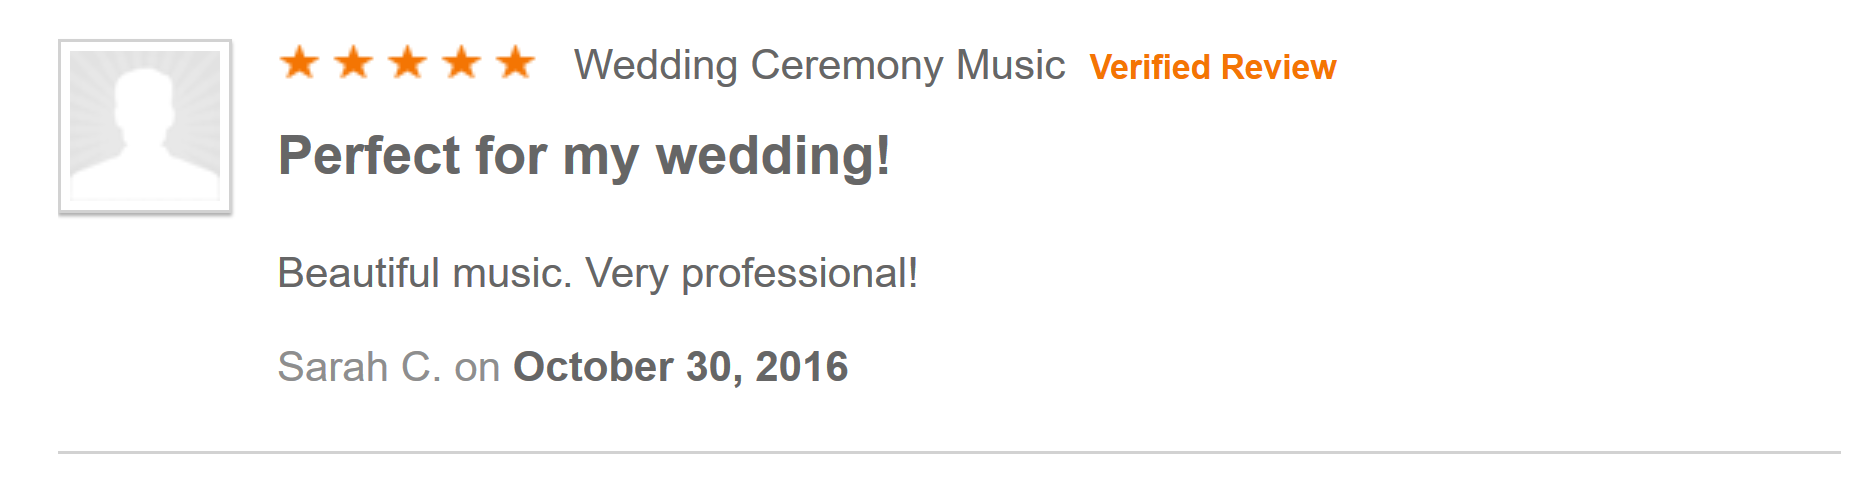 Wedding Ceremony Music Verified Review
Perfect for my wedding!
Beautiful music. Very professional!
Sarah C. on October 30, 2016